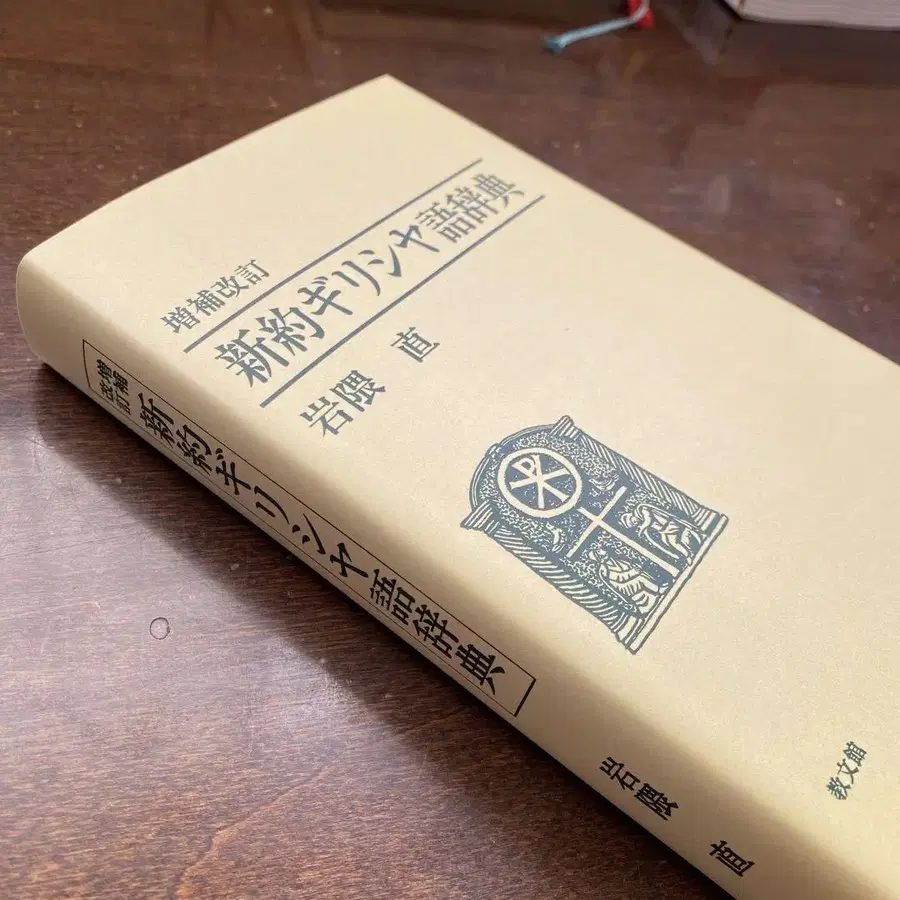 増補改訂
新約ギリシヤ語辞典
岩隈 直
教文館
増補
改訂
新約ギリシヤ語辞典
岩隈 直